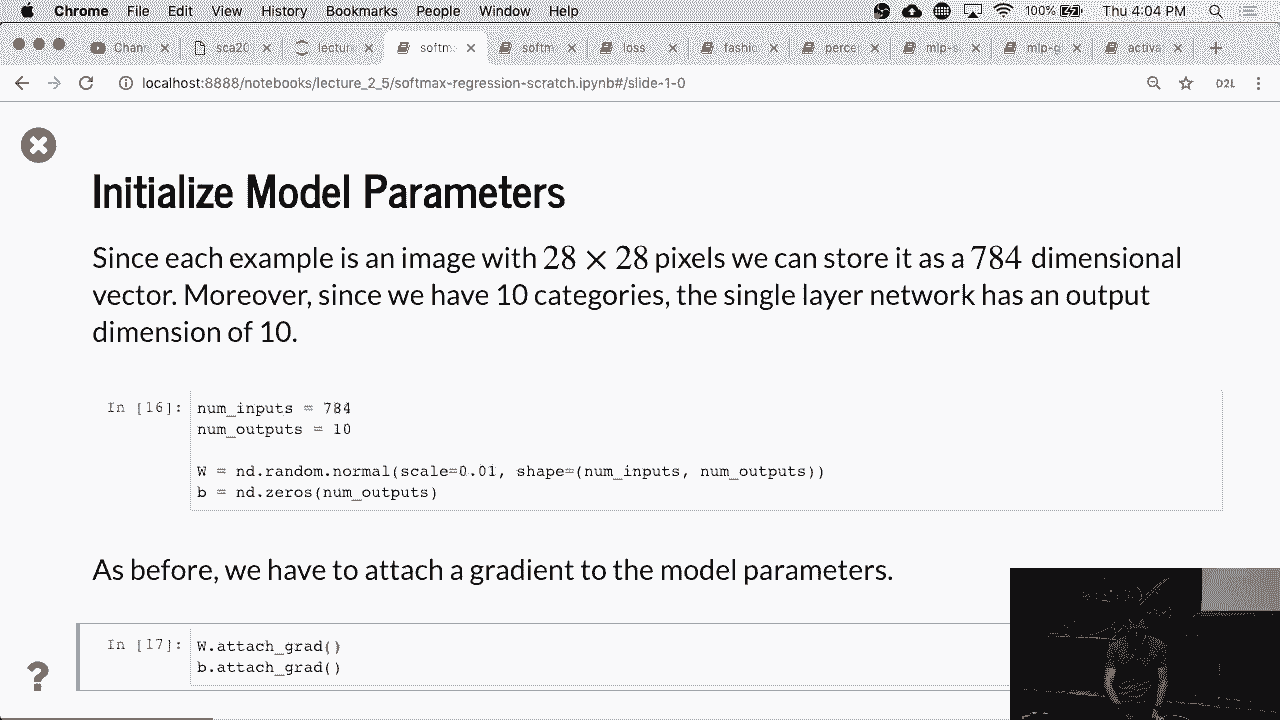 Chrome File Edit View History Bookmarks People Window Help 100% Thu 4:04 PM
Chann sca20 lecture softm softm loss fashio perce mlp-s mlp-g activa
localhost:8888/notebooks/lecture_2_5/softmax-regression-scratch.ipynb#/slide-1-0 D2L
Initialize Model Parameters
Since each example is an image with 28 × 28 pixels we can store it as a 784 dimensional
vector. Moreover, since we have 10 categories, the single layer network has an output
dimension of 10.
In [16]: num_inputs = 784
num_outputs = 10
W = nd.random.normal(scale=0.01, shape=(num_inputs, num_outputs))
b = nd.zeros(num_outputs)
As before, we have to attach a gradient to the model parameters.
In [17]: W.attach_grad()
b.attach_grad()
?